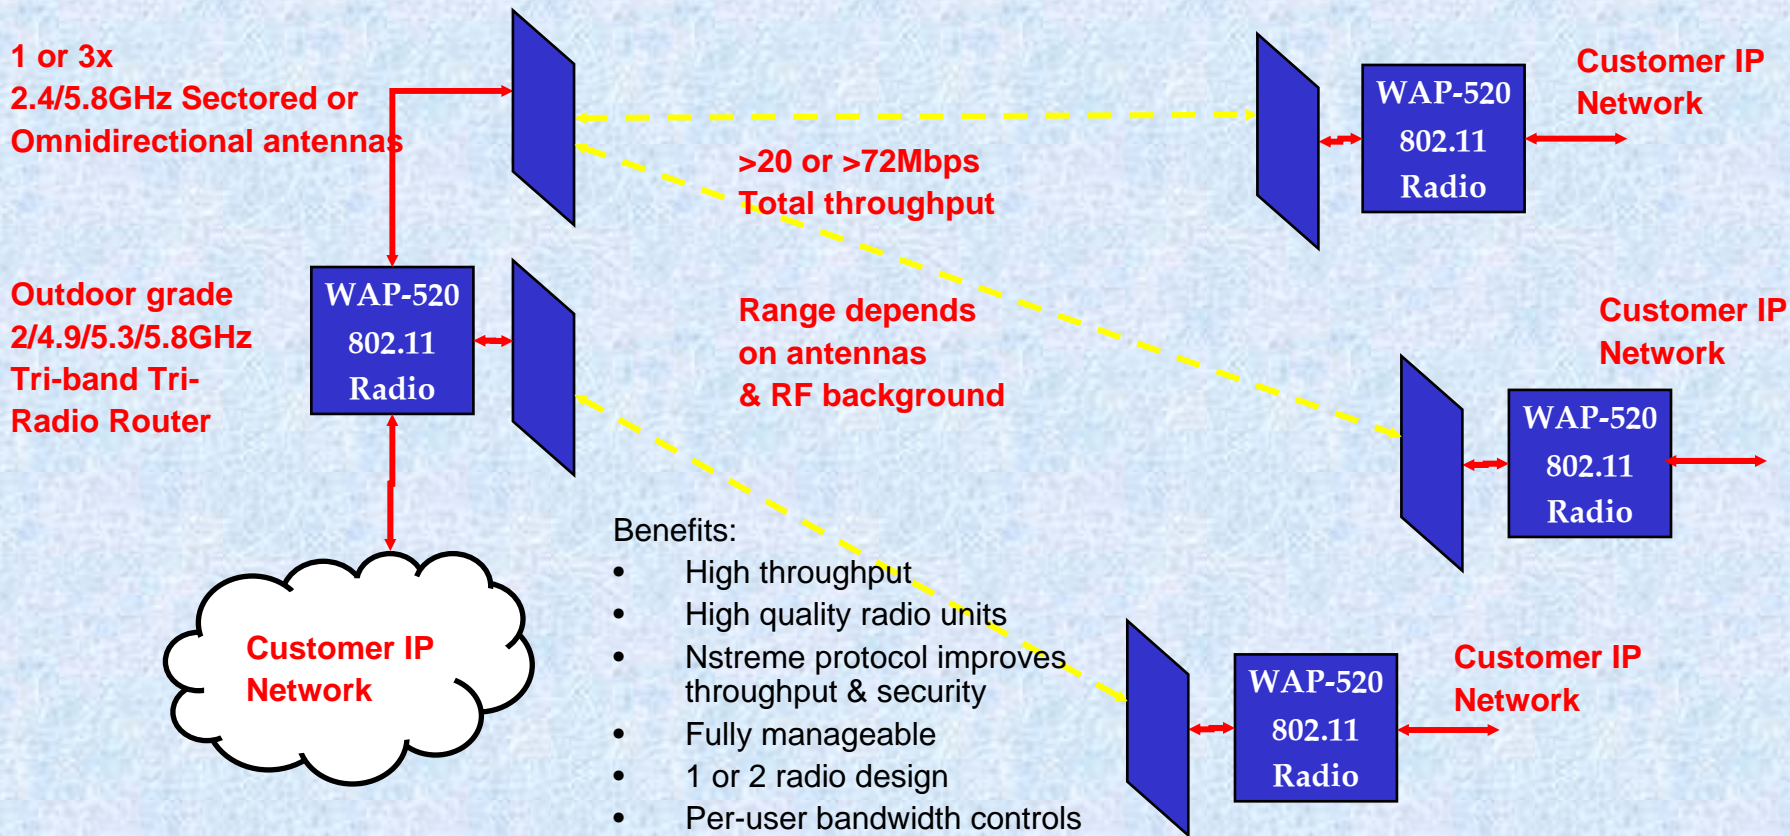 1 or 3x
2.4/5.8GHz Sectored or
Omnidirectional antennas
Outdoor grade
2/4.9/5.3/5.8GHz
Tri-band Tri-
Radio Router
WAP-520
802.11
Radio
Customer IP
Network
>20 or >72Mbps
Total throughput
Range depends
on antennas
& RF background
Benefits:
• High throughput
• High quality radio units
• Nstreme protocol improves
throughput & security
• Fully manageable
• 1 or 2 radio design
• Per-user bandwidth controls
WAP-520
802.11
Radio
Customer IP
Network
WAP-520
802.11
Radio
Customer IP
Network
WAP-520
802.11
Radio
Customer IP
Network